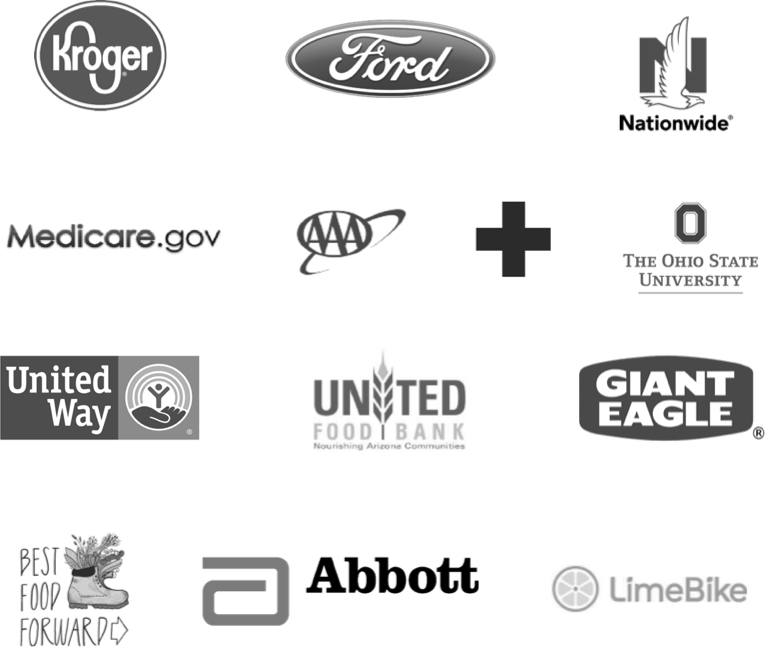 Kroger
Ford
N
Nationwide®
Medicare.gov
AAA
O
THE OHIO STATE
UNIVERSITY
United
Way
®
UNITED
FOOD BANK
Nourishing Arizona Communities
GIANT
EAGLE
®
BEST
FOOD
FORWARD
a
Abbott
LimeBike